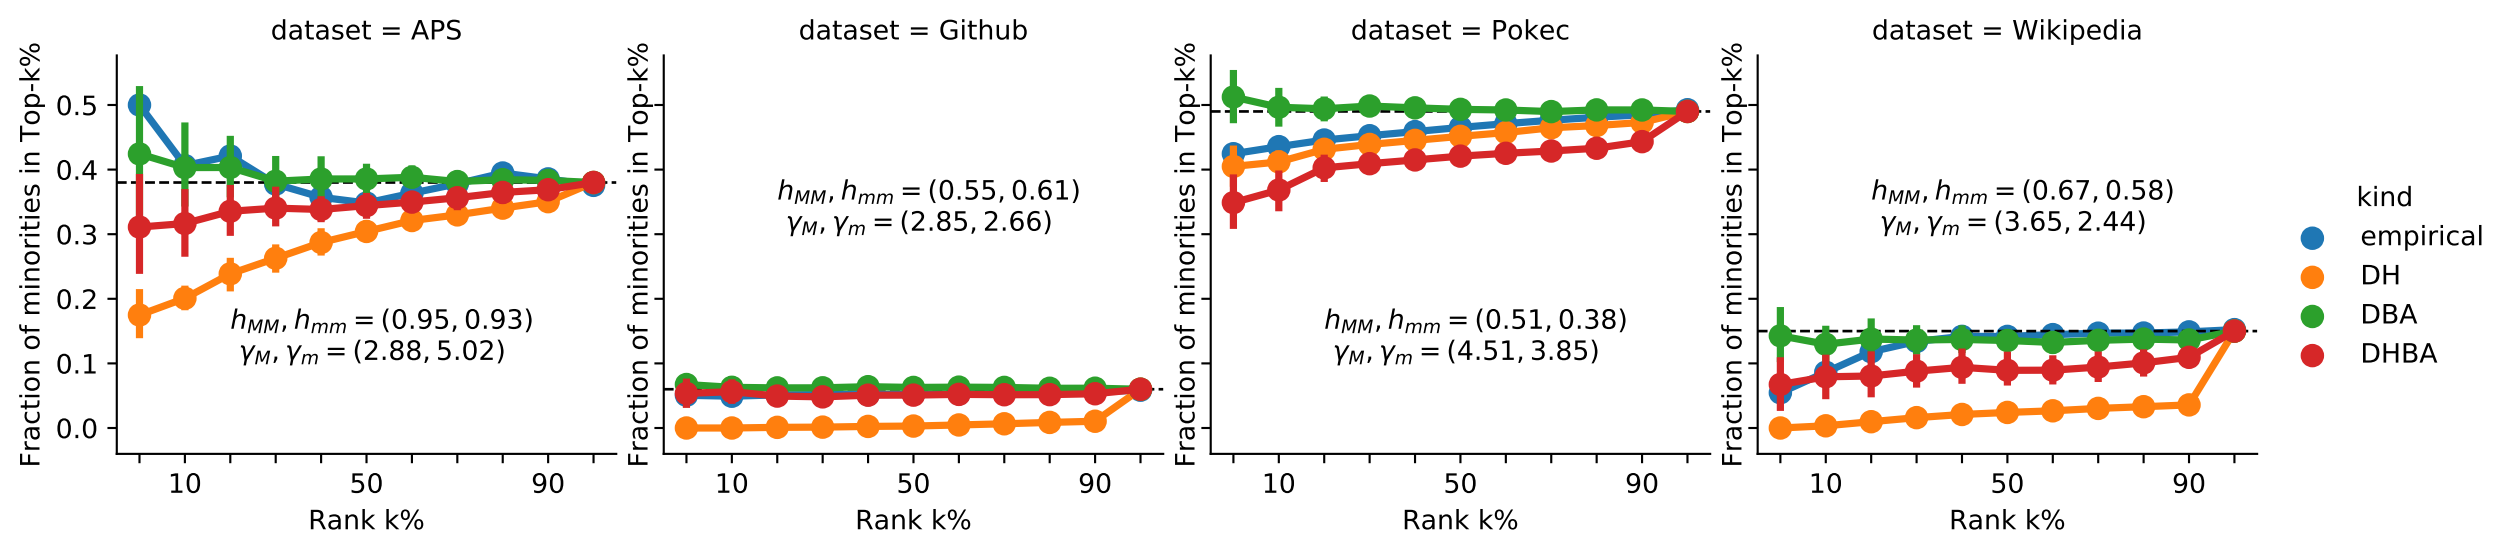 dataset = APS
dataset = Github
dataset = Pokec
dataset = Wikipedia
Fraction of minorities in Top-k%
0.5
0.4
0.3
0.2
0.1
0.0
h_MM, h_mm = (0.95, 0.93)
γ_M, γ_m = (2.88, 5.02)
10 50 90
Rank k%
Fraction of minorities in Top-k%
h_MM, h_mm = (0.55, 0.61)
γ_M, γ_m = (2.85, 2.66)
10 50 90
Rank k%
Fraction of minorities in Top-k%
h_MM, h_mm = (0.51, 0.38)
γ_M, γ_m = (4.51, 3.85)
10 50 90
Rank k%
Fraction of minorities in Top-k%
h_MM, h_mm = (0.67, 0.58)
γ_M, γ_m = (3.65, 2.44)
10 50 90
Rank k%
kind
empirical
DH
DBA
DHBA